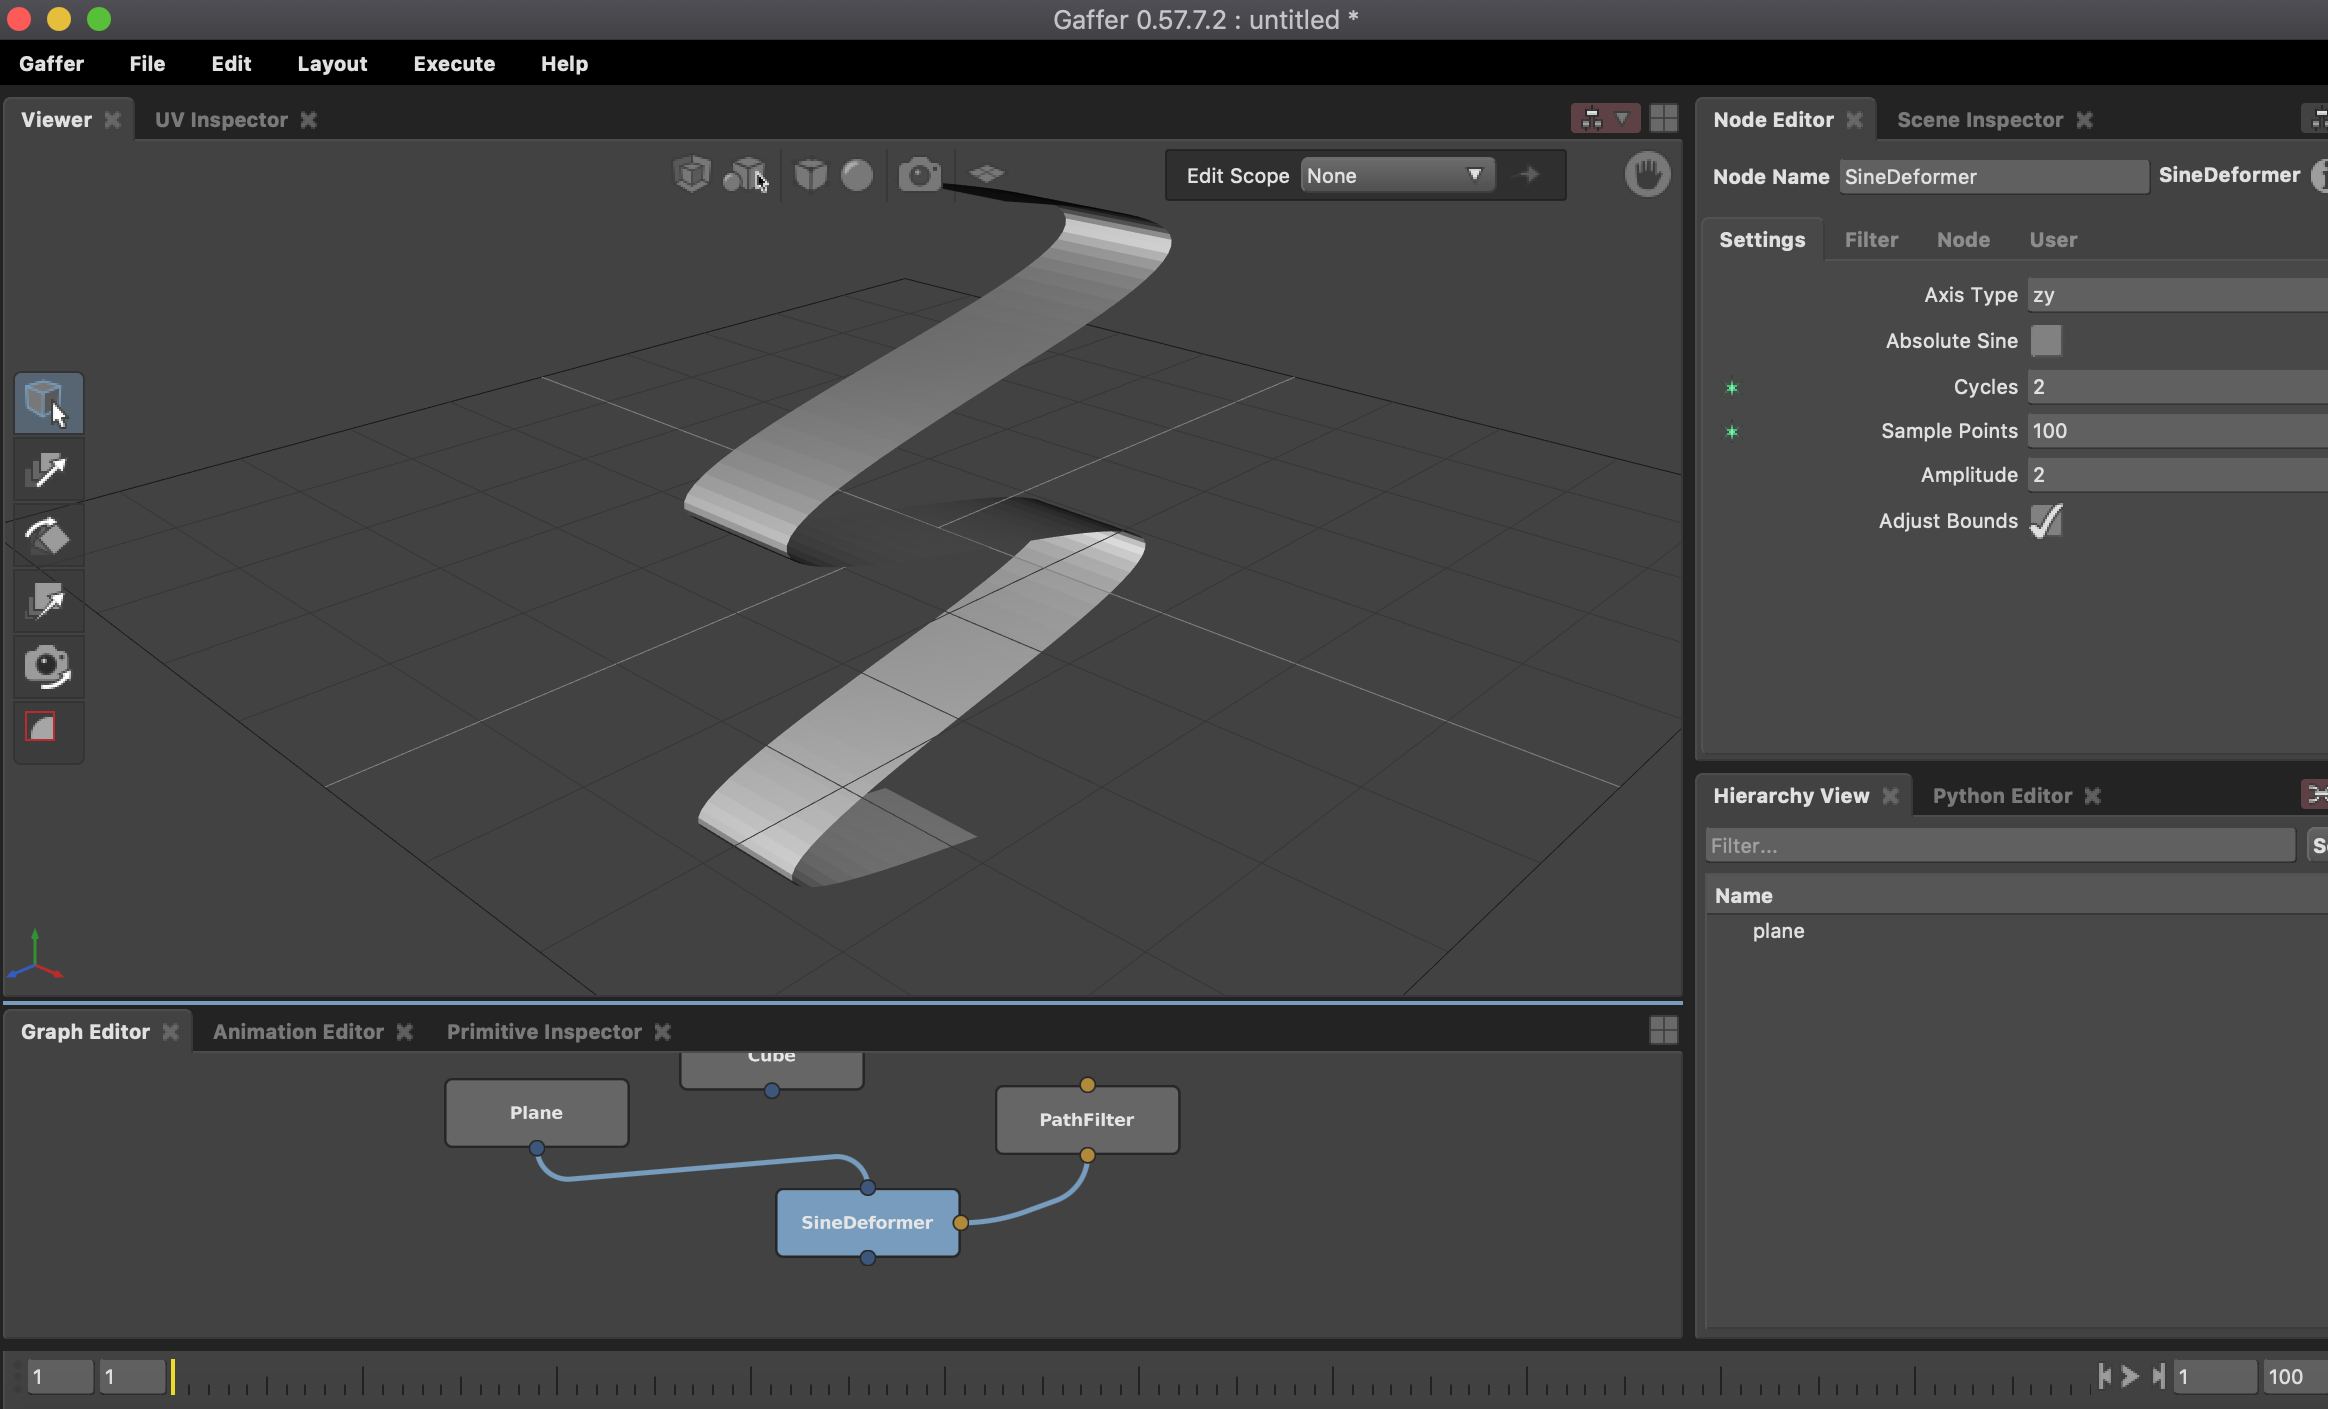 Gaffer 0.57.7.2 : untitled *
Gaffer File Edit Layout Execute Help
Viewer UV Inspector
Edit Scope None
Node Editor Scene Inspector
Node Name SineDeformer SineDeformer
Settings Filter Node User
Axis Type zy
Absolute Sine
Cycles 2
Sample Points 100
Amplitude 2
Adjust Bounds
Hierarchy View Python Editor
Filter...
Name
plane
Graph Editor Animation Editor Primitive Inspector
Cube
Plane
PathFilter
SineDeformer
1 1 1 100